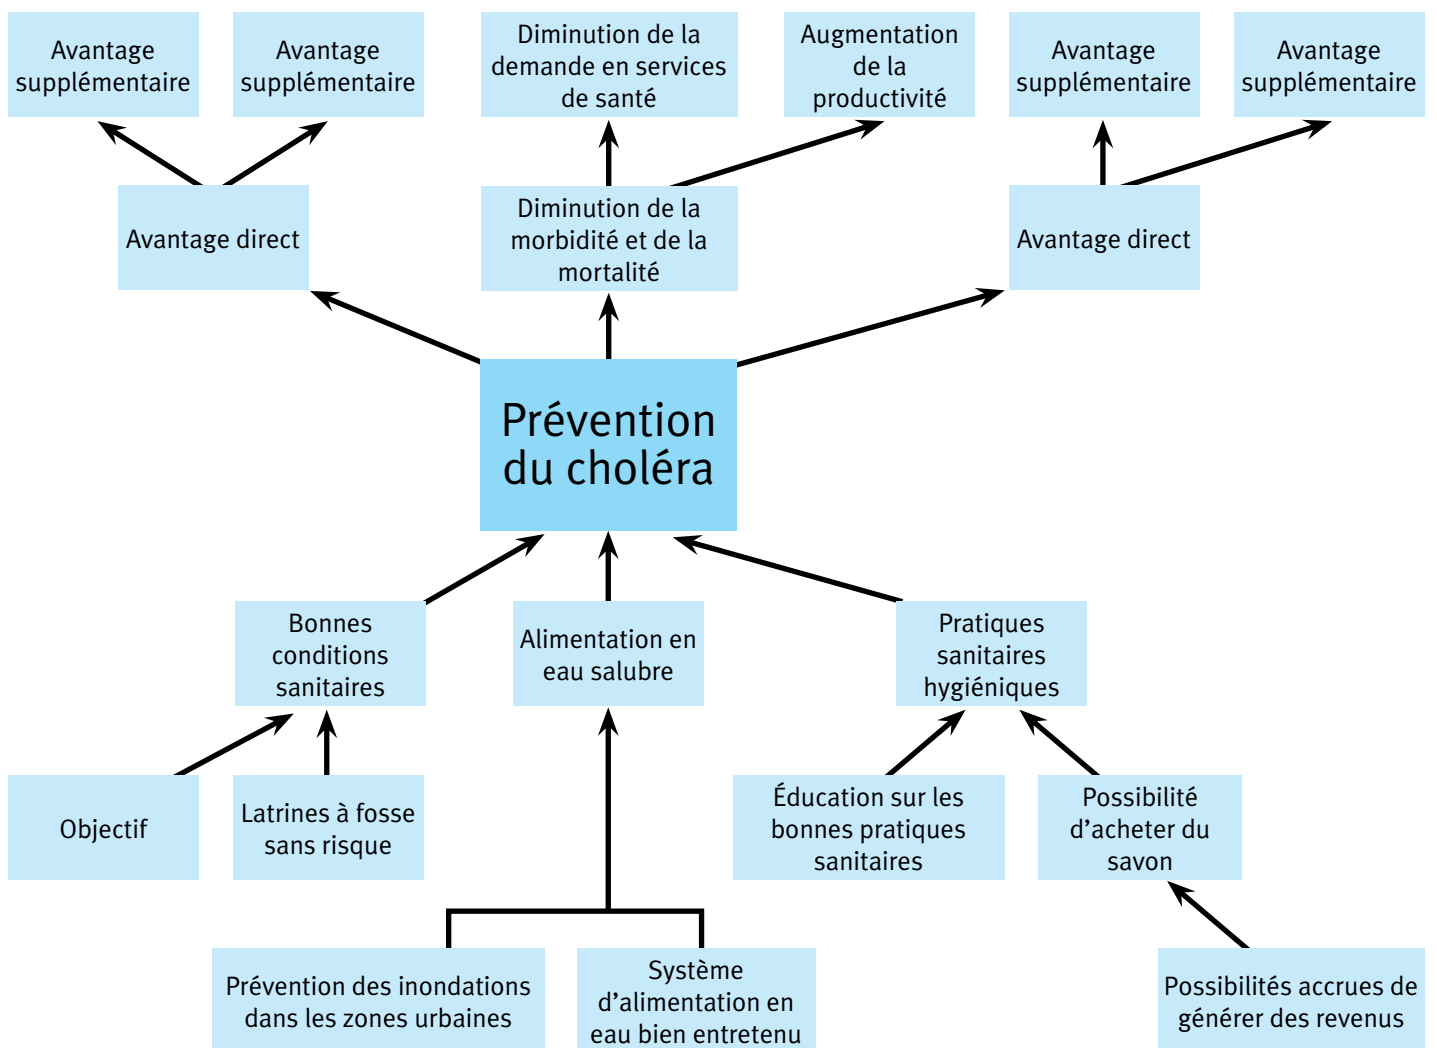 Avantage
supplémentaire
Avantage
supplémentaire
Diminution de la
demande en services
de santé
Augmentation
de la
productivité
Avantage
supplémentaire
Avantage
supplémentaire
Avantage direct
Diminution de la
morbidité et de la
mortalité
Avantage direct
Prévention
du choléra
Bonnes
conditions
sanitaires
Alimentation en
eau salubre
Pratiques
sanitaires
hygiéniques
Objectif
Latrines à fosse
sans risque
Éducation sur les
bonnes pratiques
sanitaires
Possibilité
d’acheter du
savon
Prévention des inondations
dans les zones urbaines
Système
d'alimentation en
eau bien entretenu
Possibilités accrues de
générer des revenus